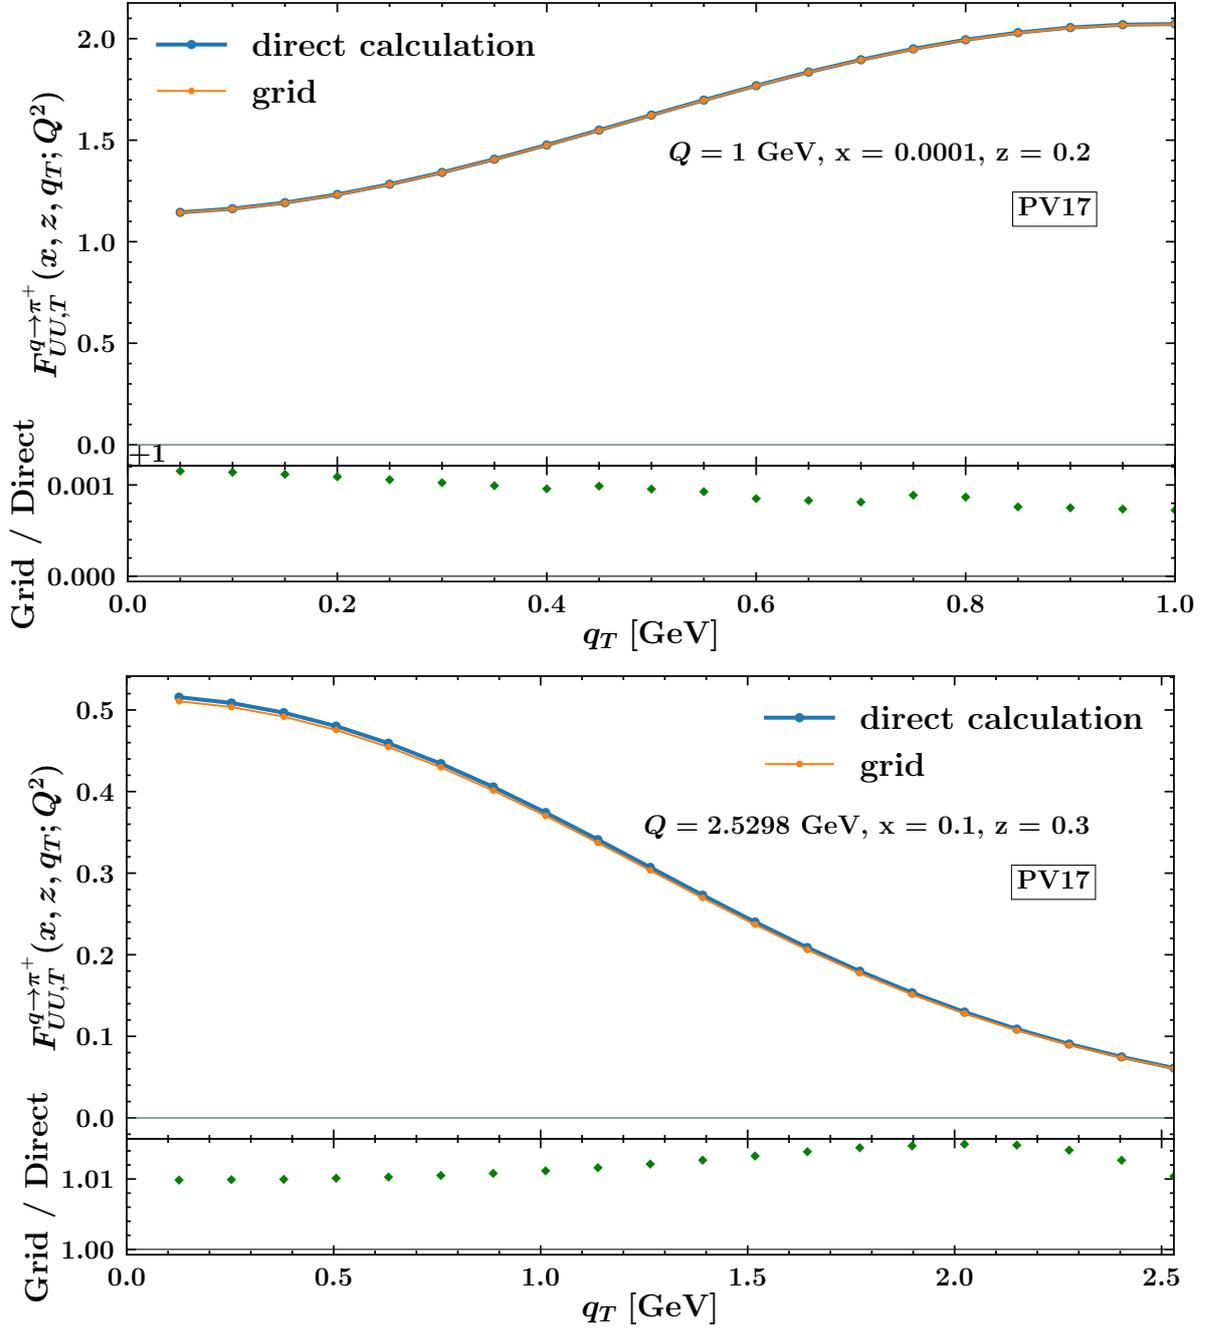 direct calculation
grid
Q = 1 GeV, x = 0.0001, z = 0.2
PV17
F_{UU,T}^{q→π^+}(x, z, q_T; Q^2)
2.0
1.5
1.0
0.5
0.0
+1
Grid / Direct
0.001
0.000
0.0 0.2 0.4 0.6 0.8 1.0
q_T [GeV]
direct calculation
grid
Q = 2.5298 GeV, x = 0.1, z = 0.3
PV17
F_{UU,T}^{q→π^+}(x, z, q_T; Q^2)
0.5
0.4
0.3
0.2
0.1
0.0
Grid / Direct
1.01
1.00
0.0 0.5 1.0 1.5 2.0 2.5
q_T [GeV]